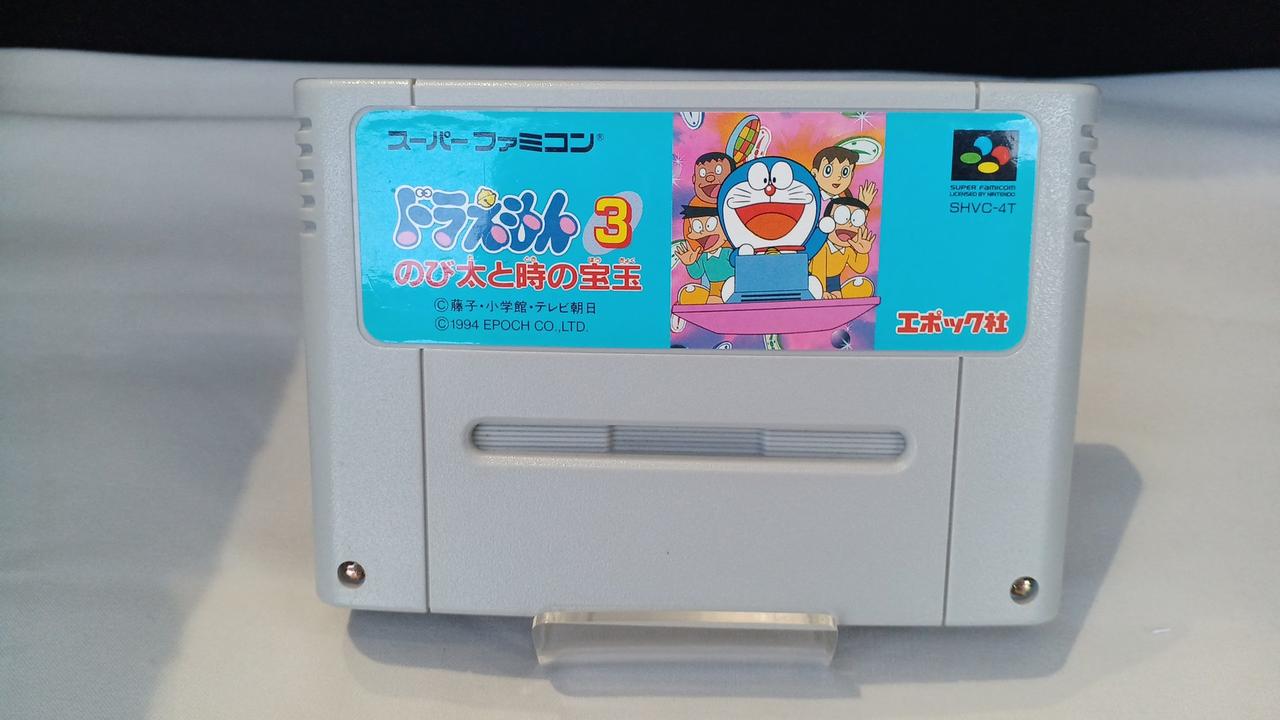 スーパーファミコン®
ドラえもん3
のび太と時の宝玉
©藤子・小学館・テレビ朝日
©1994 EPOCH CO.,LTD.
SUPER FAMICOM
LICENSED BY NINTENDO
SHVC-4T
エポック社